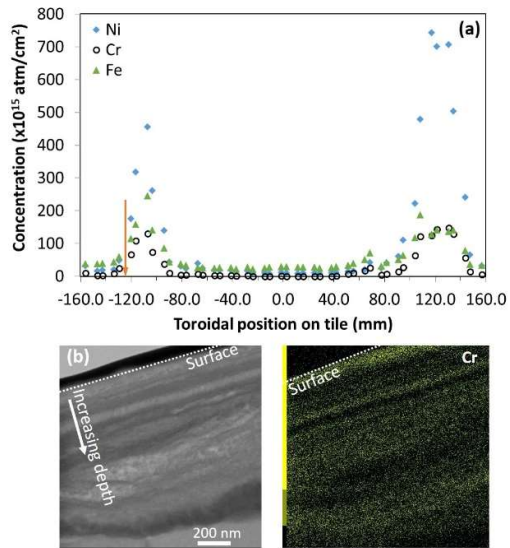 (a)
800
700
600
500
400
300
200
100
0
Ni
Cr
Fe
Concentration (x10¹⁵ atm/cm²)
-160.0 -120.0 -80.0 -40.0 0.0 40.0 80.0 120.0 160.0
Toroidal position on tile (mm)
(b)
Surface
Increasing depth
200 nm
Cr
Surface